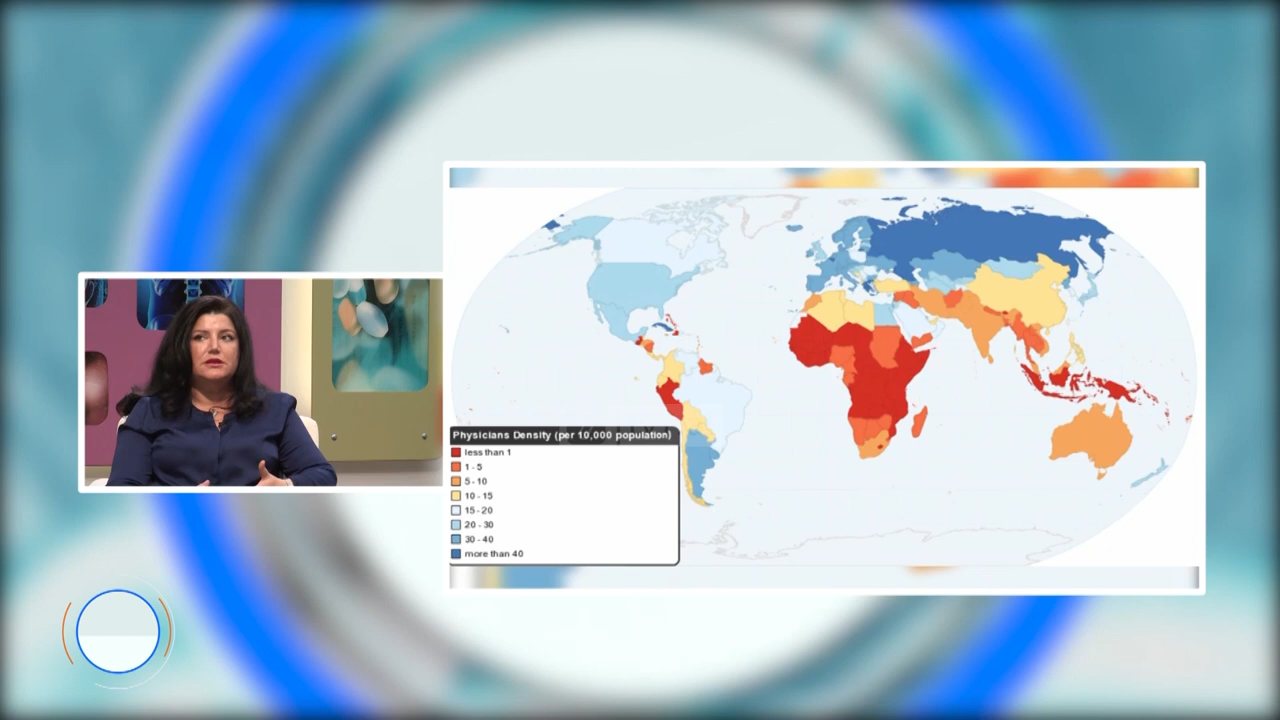 Physicians Density (per 10,000 population)
less than 1
1 - 5
5 - 10
10 - 15
15 - 20
20 - 30
30 - 40
more than 40